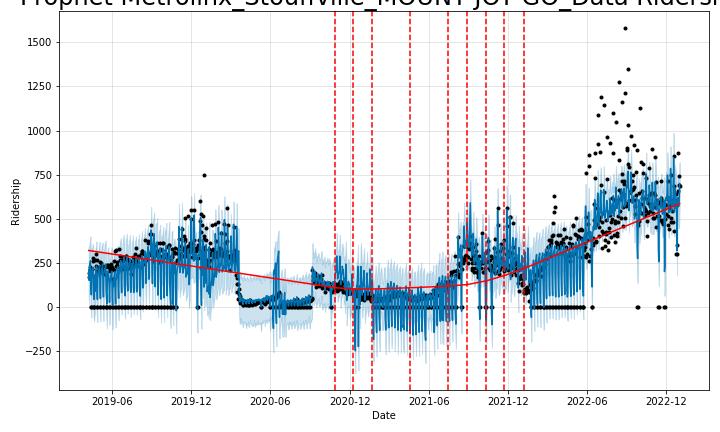 Prophet Metrolinx_Stouffville_MOUNT JOY GO_Data Ridersh
1500
1250
1000
750
500
250
0
−250
Ridership
2019-06 2019-12 2020-06 2020-12 2021-06 2021-12 2022-06 2022-12
Date